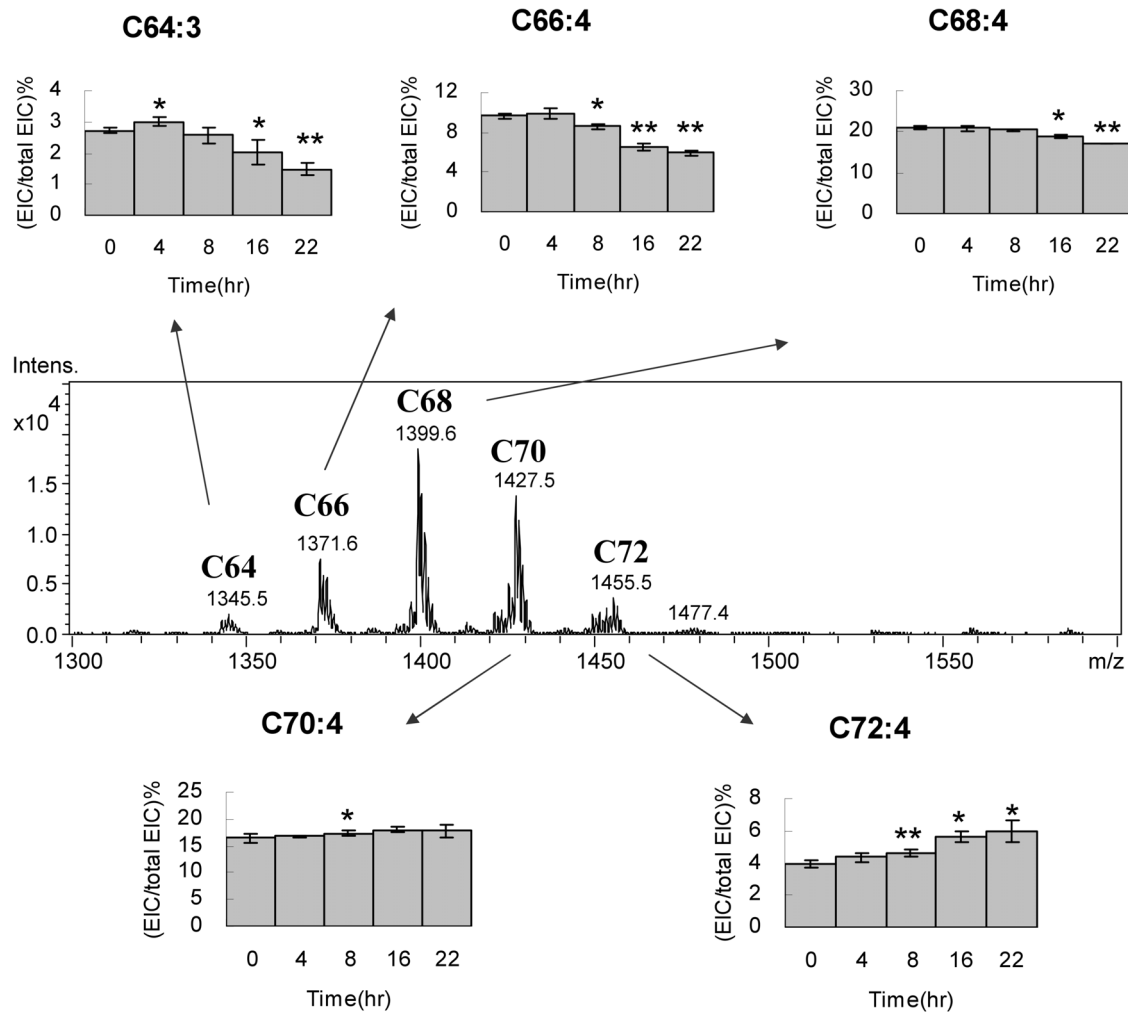 C64:3
C66:4
C68:4
(EIC/total EIC)%
4
3
2
1
0
*
*
**
0 4 8 16 22
Time(hr)
(EIC/total EIC)%
12
8
4
0
*
**
**
0 4 8 16 22
Time(hr)
(EIC/total EIC)%
30
20
10
0
*
**
0 4 8 16 22
Time(hr)
Intens.
x10 4
1.5
1.0
0.5
0.0
C64
1345.5
C66
1371.6
C68
1399.6
C70
1427.5
C72
1455.5
1477.4
1300 1350 1400 1450 1500 1550 m/z
C70:4
C72:4
(EIC/total EIC)%
25
20
15
10
5
0
*
0 4 8 16 22
Time(hr)
(EIC/total EIC)%
8
6
4
2
0
**
*
*
0 4 8 16 22
Time(hr)